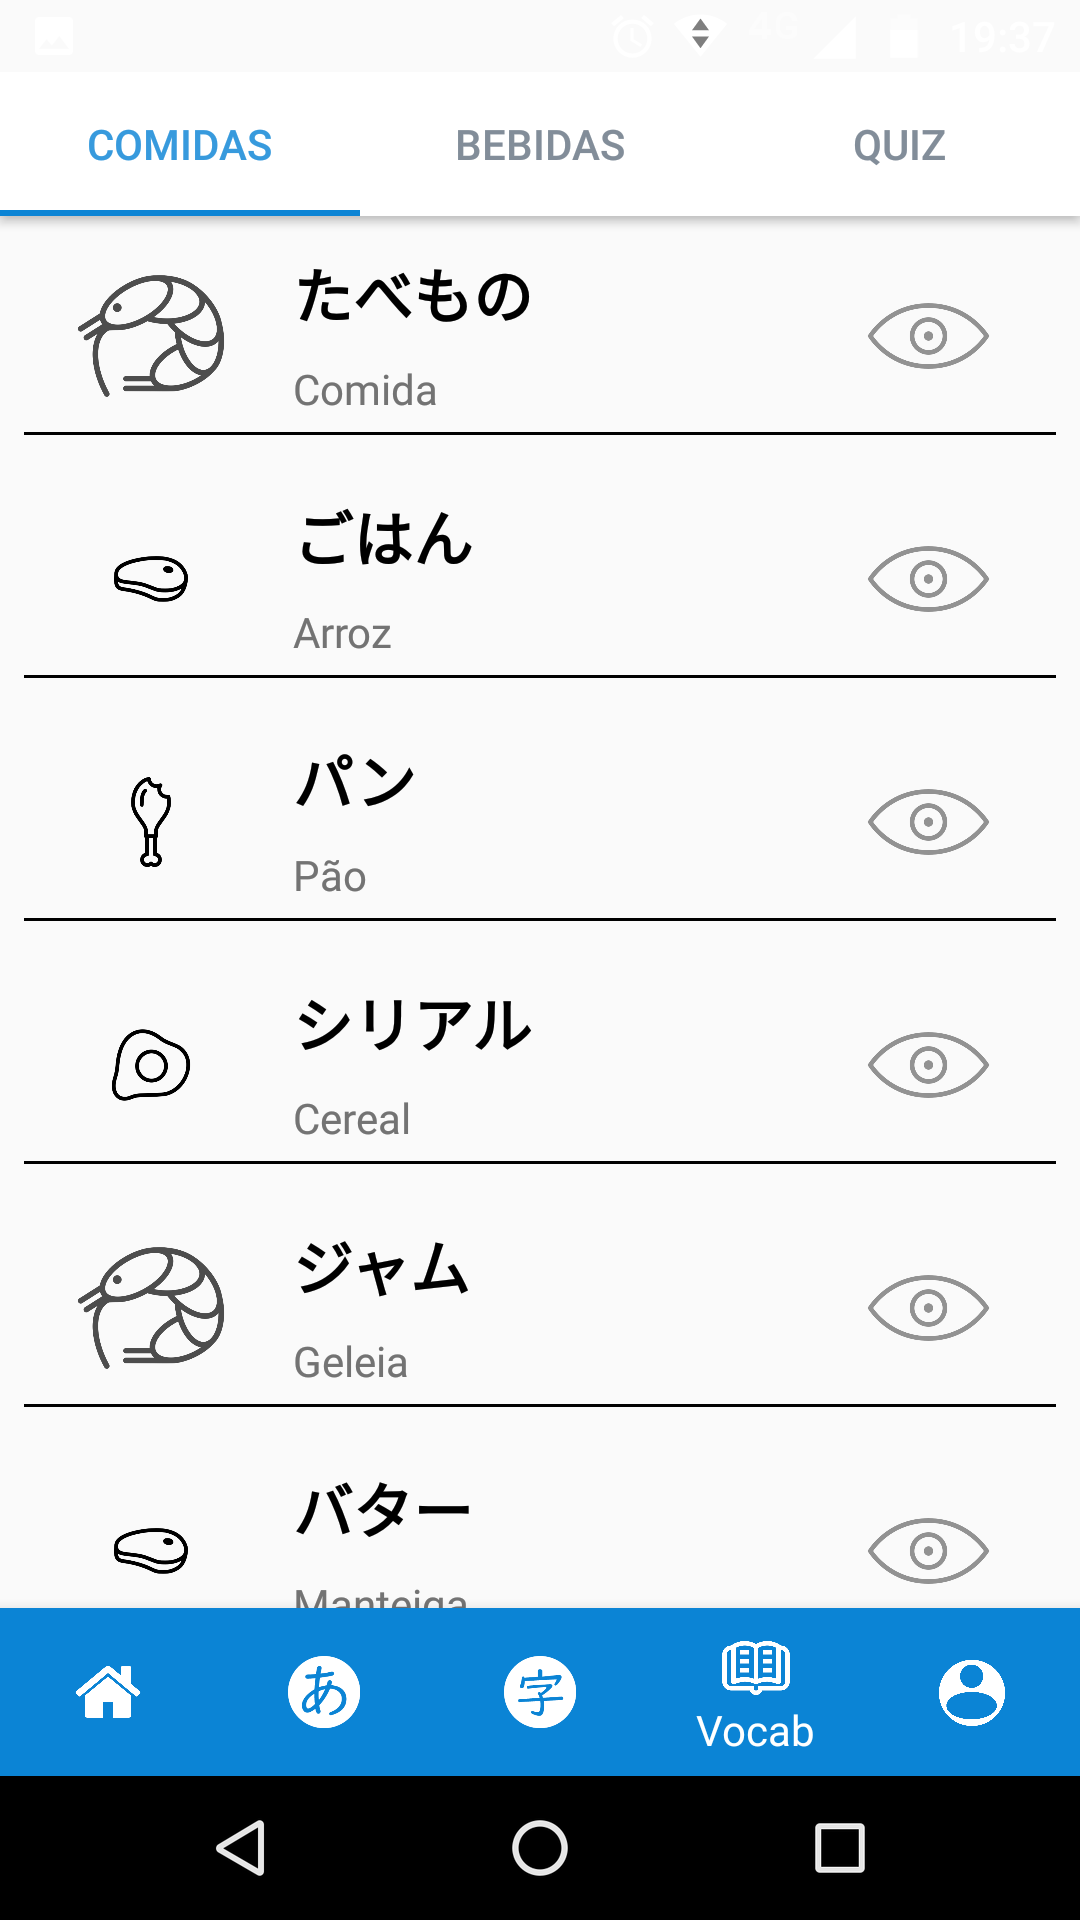 4G 19:37
COMIDAS BEBIDAS QUIZ
たべもの
Comida
ごはん
Arroz
パン
Pão
シリアル
Cereal
ジャム
Geleia
バター
Manteiga
あ 字 Vocab